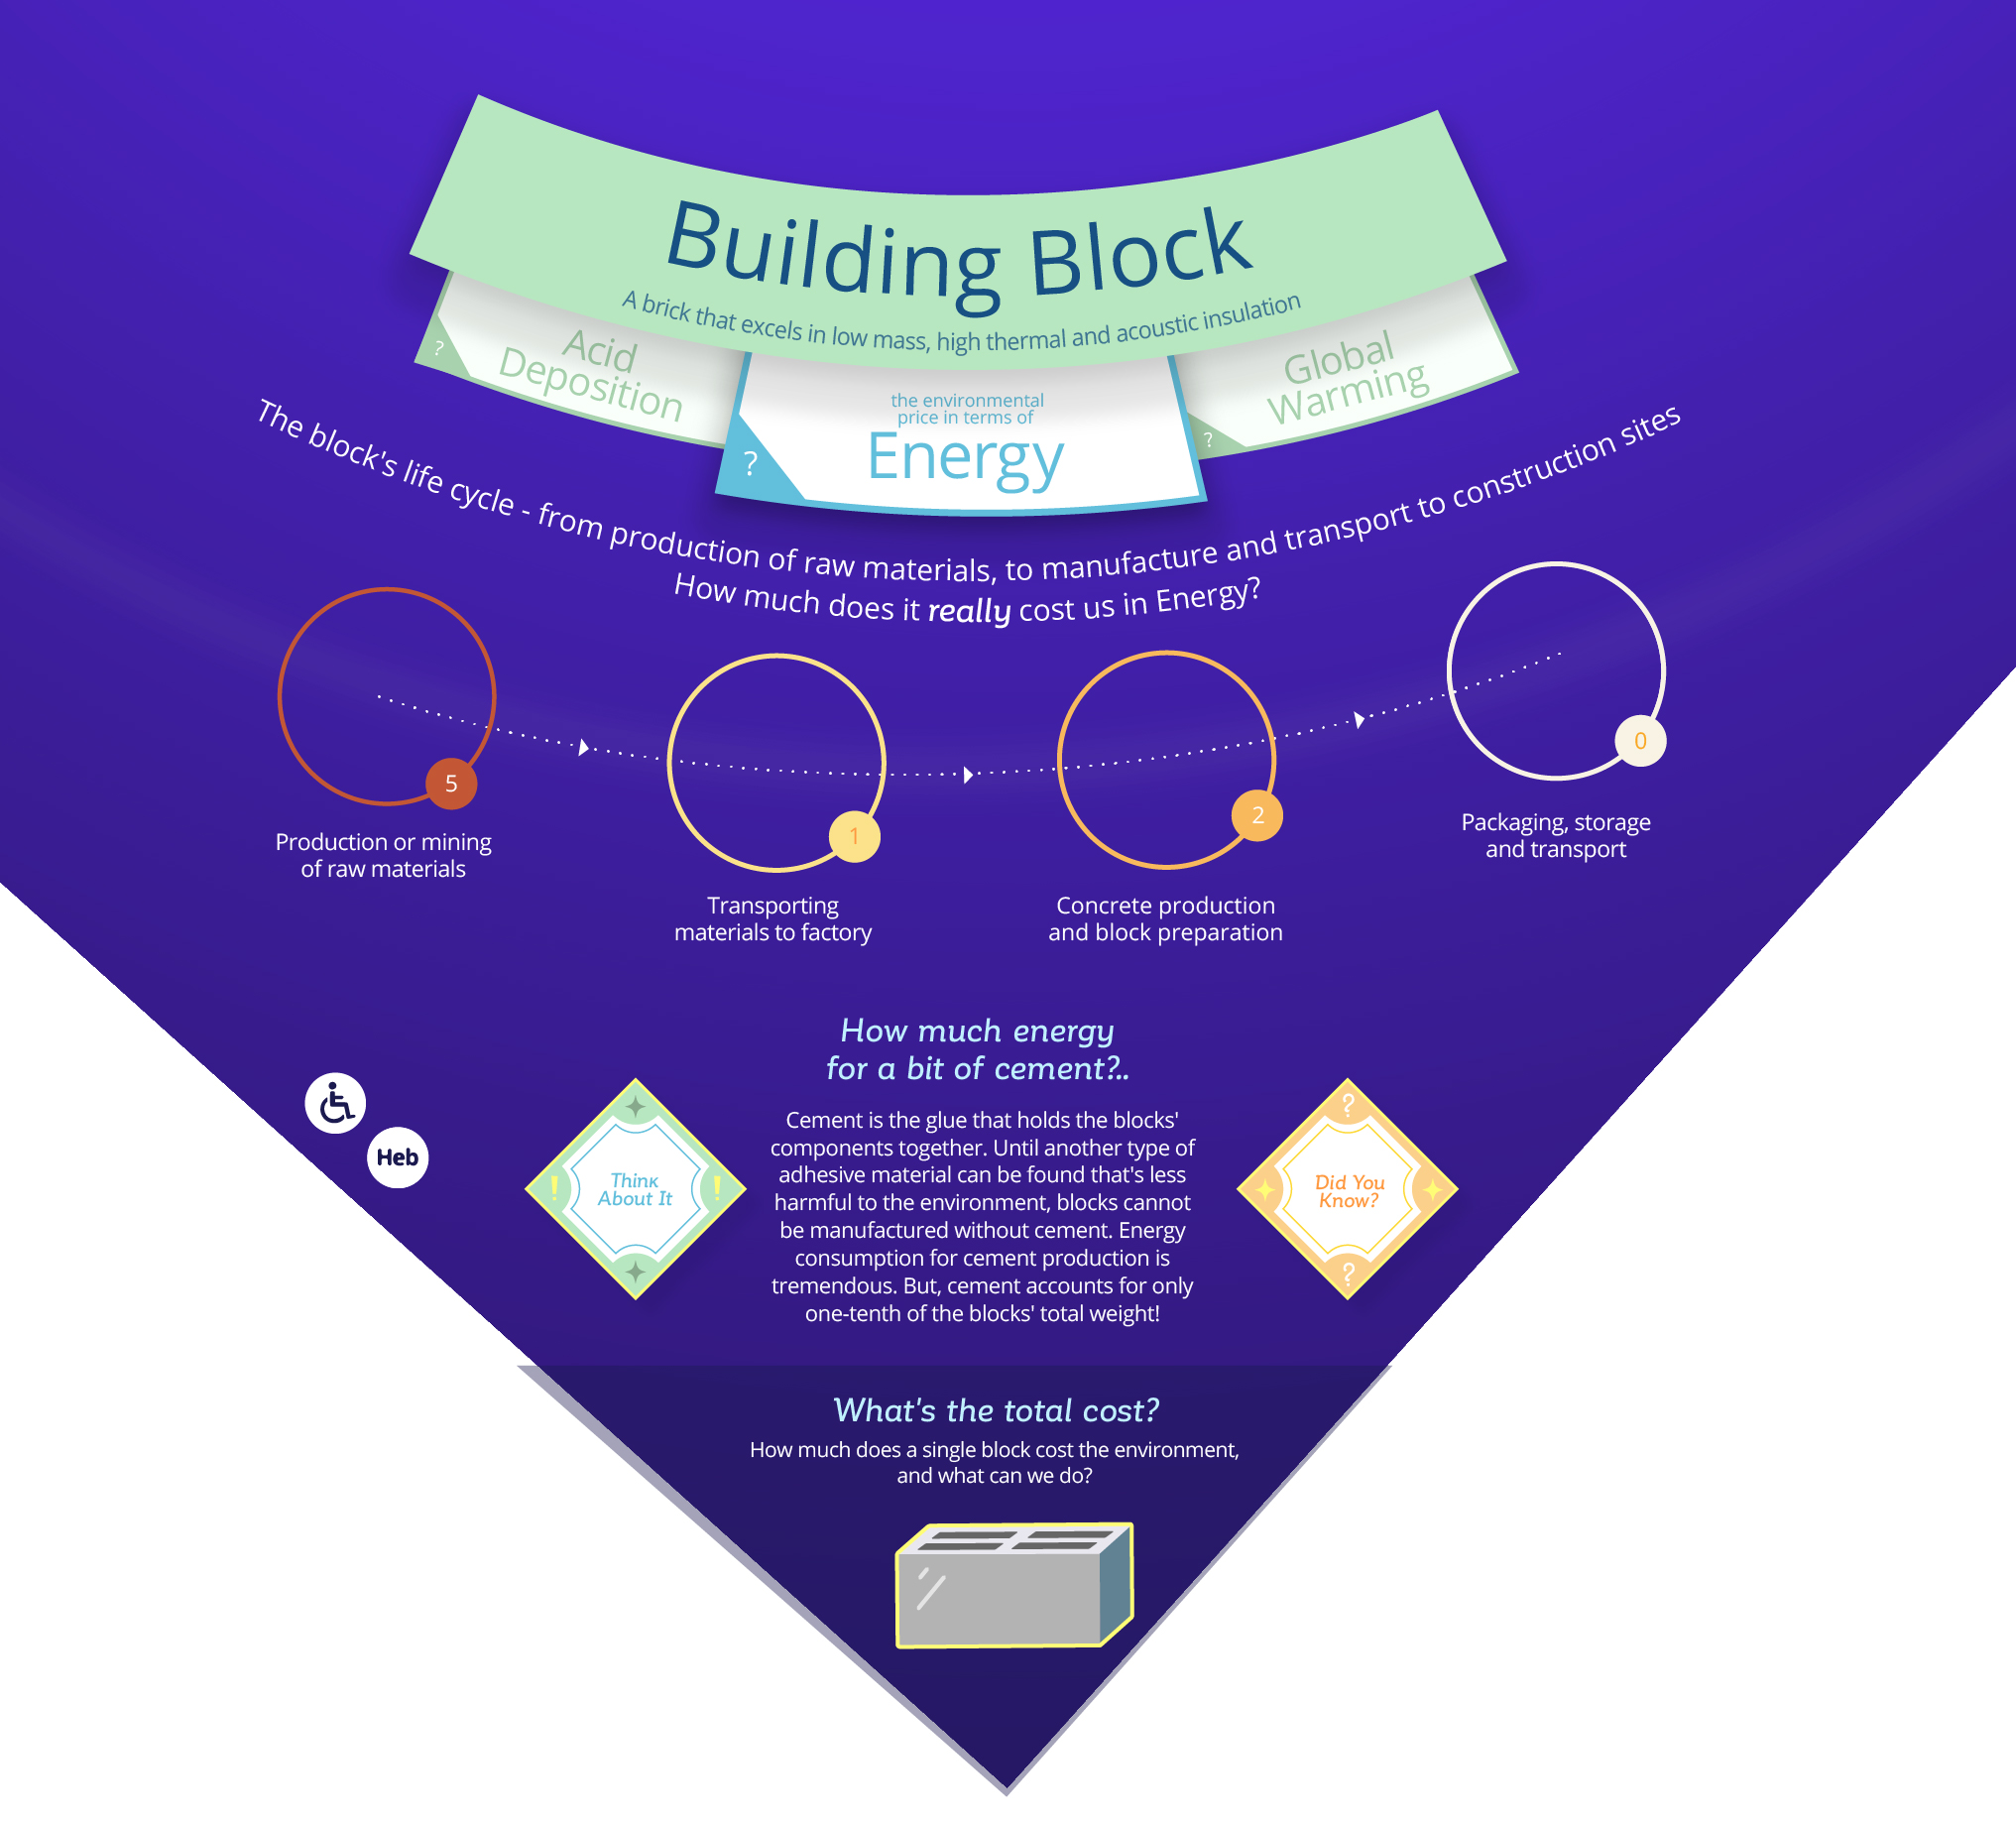 Building Block
A brick that excels in low mass, high thermal and acoustic insulation
?
Acid
Deposition
the environmental
price in terms of
Energy
?
Global
Warming
?
The block's life cycle - from production of raw materials, to manufacture and transport to construction sites
How much does it really cost us in Energy?
5
Production or mining
of raw materials
1
Transporting
materials to factory
2
Concrete production
and block preparation
0
Packaging, storage
and transport
Heb
!
Think
About It
!
How much energy
for a bit of cement?..
Cement is the glue that holds the blocks'
components together. Until another type of
adhesive material can be found that's less
harmful to the environment, blocks cannot
be manufactured without cement. Energy
consumption for cement production is
tremendous. But, cement accounts for only
one-tenth of the blocks' total weight!
?
Did You
Know?
?
What's the total cost?
How much does a single block cost the environment,
and what can we do?